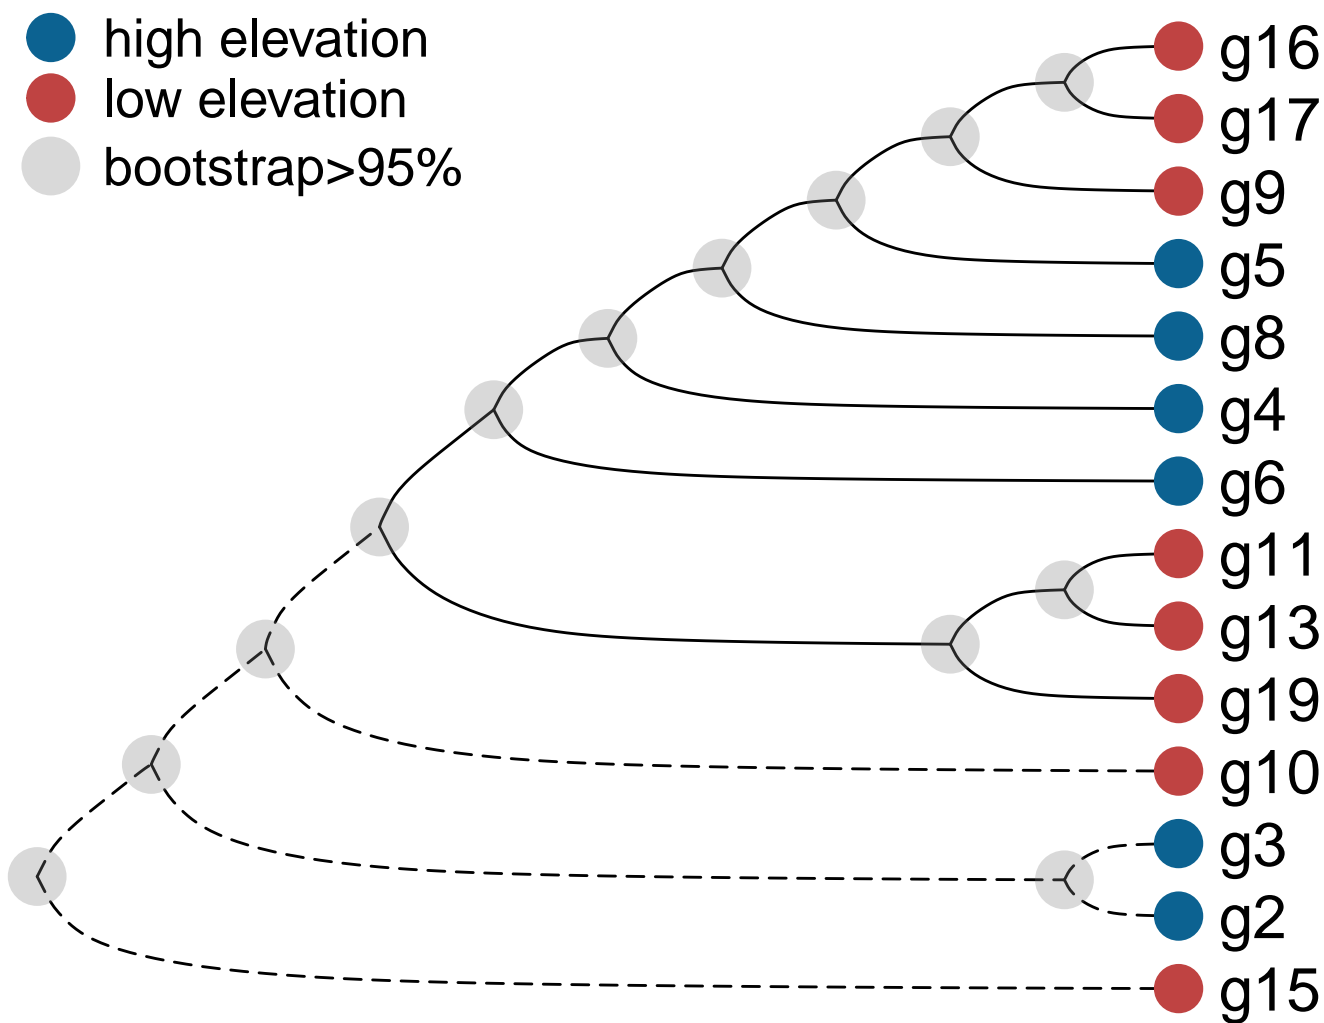 high elevation
low elevation
bootstrap>95%
g16
g17
g9
g5
g8
g4
g6
g11
g13
g19
g10
g3
g2
g15